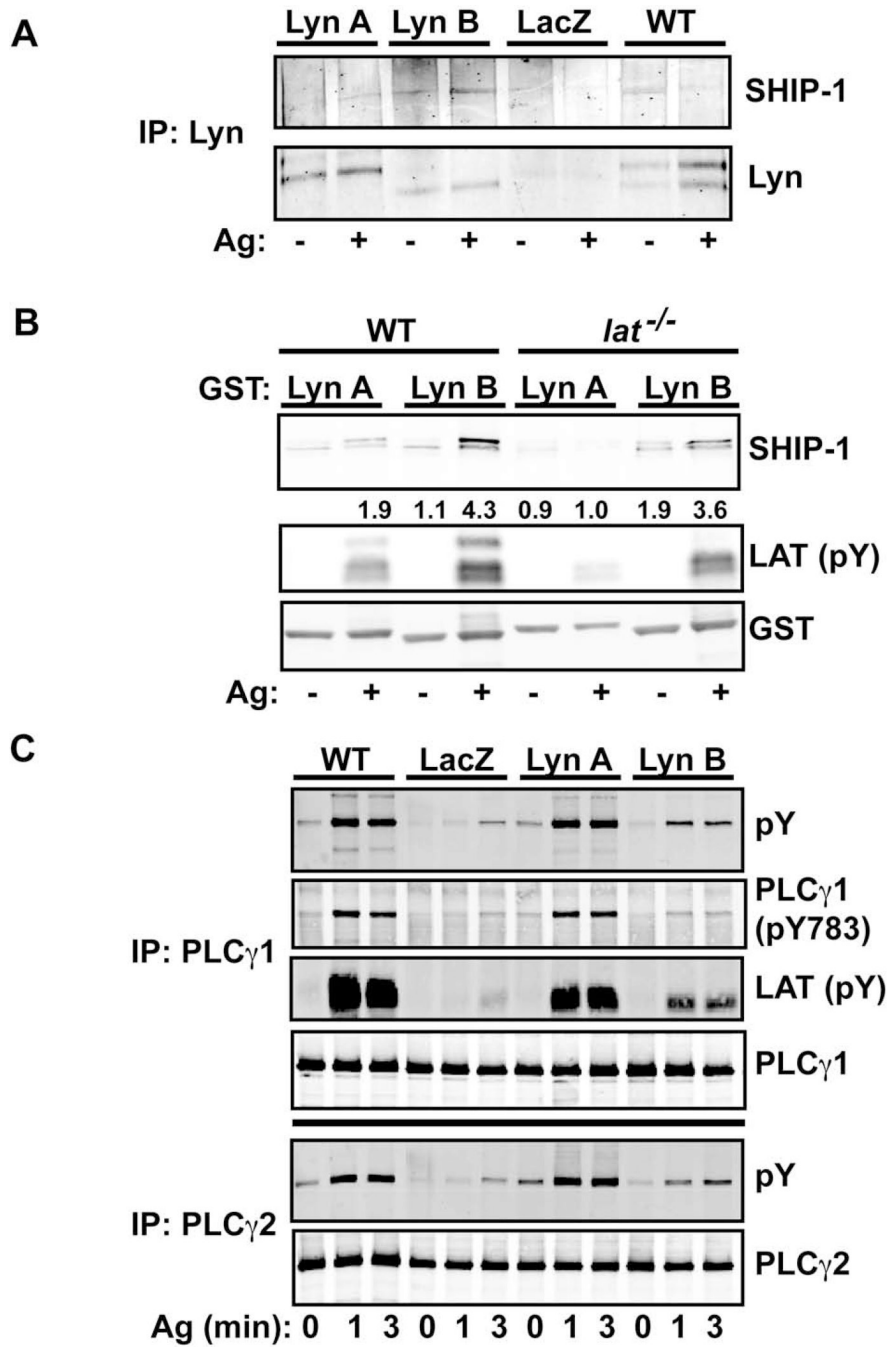 A
Lyn A Lyn B LacZ WT
SHIP-1
IP: Lyn
Lyn
Ag: - + - + - + - +
B
WT lat -/-
GST: Lyn A Lyn B Lyn A Lyn B
SHIP-1
1.9 1.1 4.3 0.9 1.0 1.9 3.6
LAT (pY)
GST
Ag: - + - + - + - +
C
WT LacZ Lyn A Lyn B
pY
PLCγ1
(pY783)
IP: PLCγ1
LAT (pY)
PLCγ1
pY
IP: PLCγ2
PLCγ2
Ag (min): 0 1 3 0 1 3 0 1 3 0 1 3